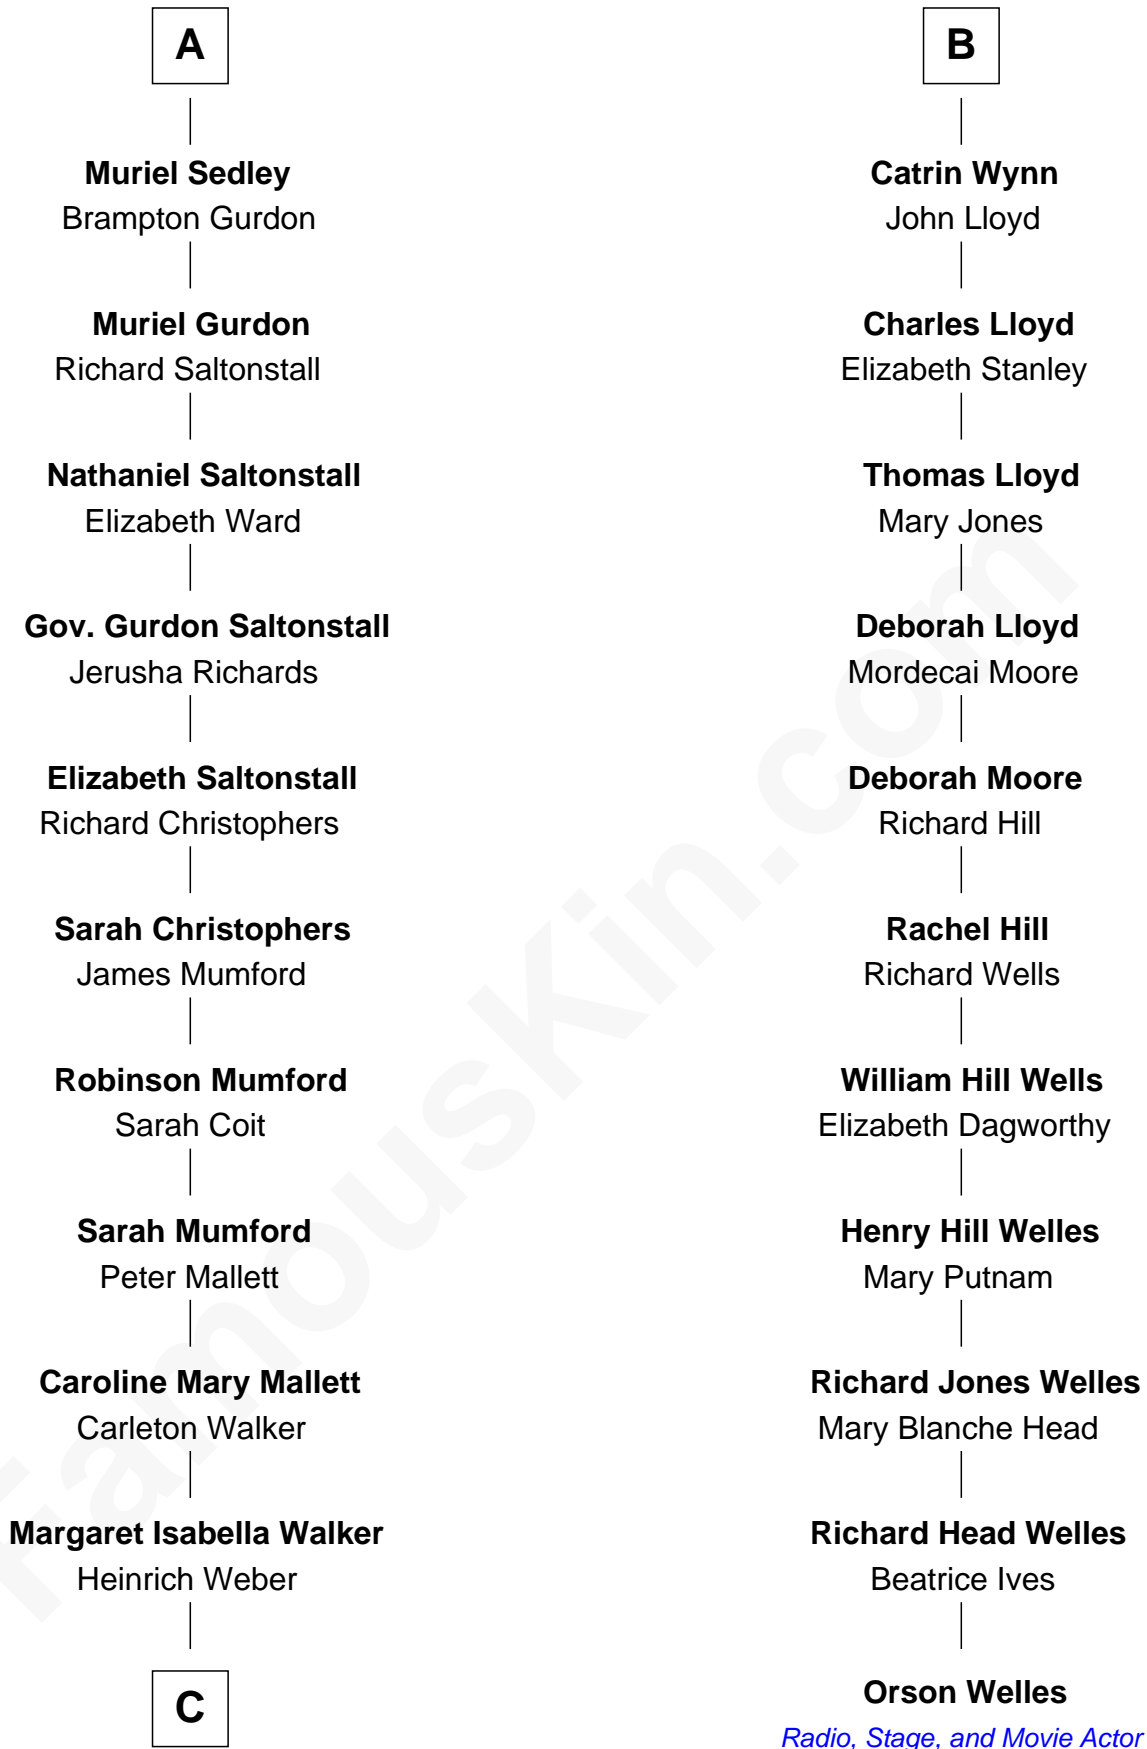 A
Muriel Sedley
Brampton Gurdon
Muriel Gurdon
Richard Saltonstall
Nathaniel Saltonstall
Elizabeth Ward
Gov. Gurdon Saltonstall
Jerusha Richards
Elizabeth Saltonstall
Richard Christophers
Sarah Christophers
James Mumford
Robinson Mumford
Sarah Coit
Sarah Mumford
Peter Mallett
Caroline Mary Mallett
Carleton Walker
Margaret Isabella Walker
Heinrich Weber
C
B
Catrin Wynn
John Lloyd
Charles Lloyd
Elizabeth Stanley
Thomas Lloyd
Mary Jones
Deborah Lloyd
Mordecai Moore
Deborah Moore
Richard Hill
Rachel Hill
Richard Wells
William Hill Wells
Elizabeth Dagworthy
Henry Hill Welles
Mary Putnam
Richard Jones Welles
Mary Blanche Head
Richard Head Welles
Beatrice Ives
Orson Welles
Radio, Stage, and Movie Actor
FamousKin.com